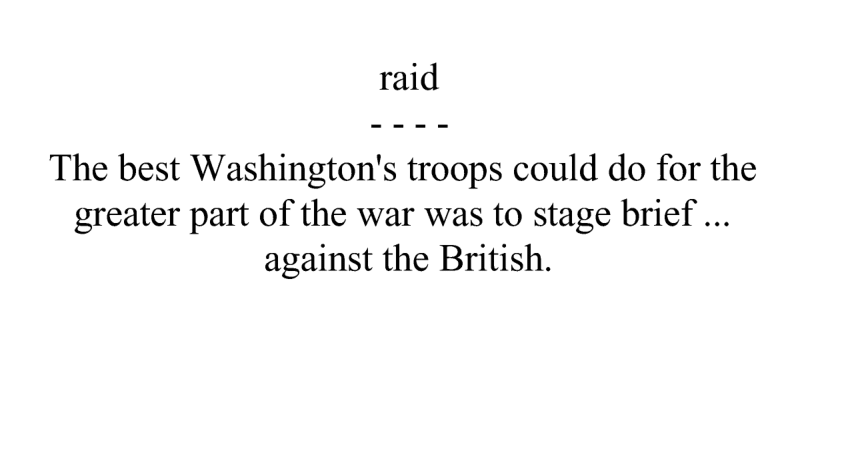 raid
- - - -
The best Washington's troops could do for the
greater part of the war was to stage brief ...
against the British.